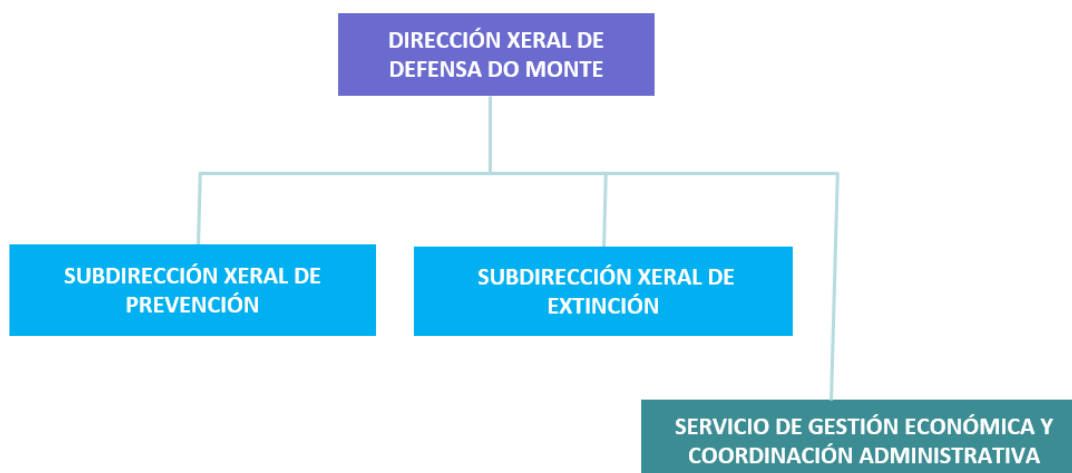 DIRECCIÓN XERAL DE
DEFENSA DO MONTE
SUBDIRECCIÓN XERAL DE
PREVENCIÓN
SUBDIRECCIÓN XERAL DE
EXTINCIÓN
SERVICIO DE GESTIÓN ECONÓMICA Y
COORDINACIÓN ADMINISTRATIVA